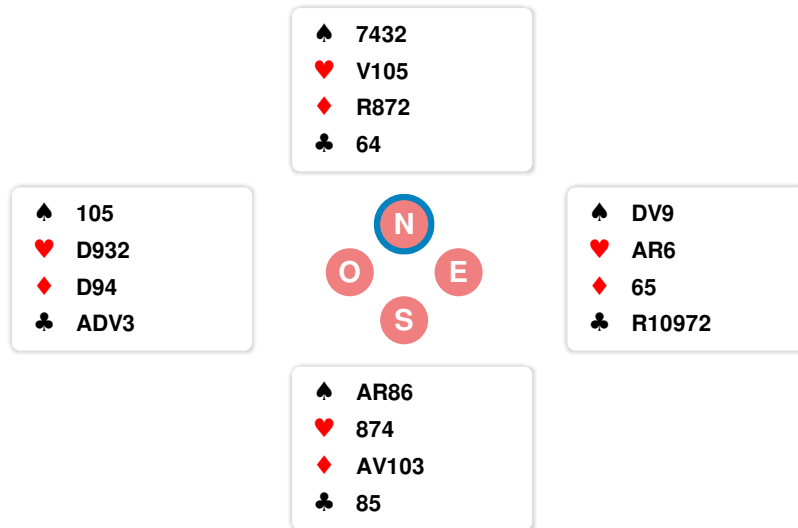 ♠ 7432
♥ V105
♦ R872
♣ 64
♠ 105
♥ D932
♦ D94
♣ ADV3
N
O E
S
♠ DV9
♥ AR6
♦ 65
♣ R10972
♠ AR86
♥ 874
♦ AV103
♣ 85